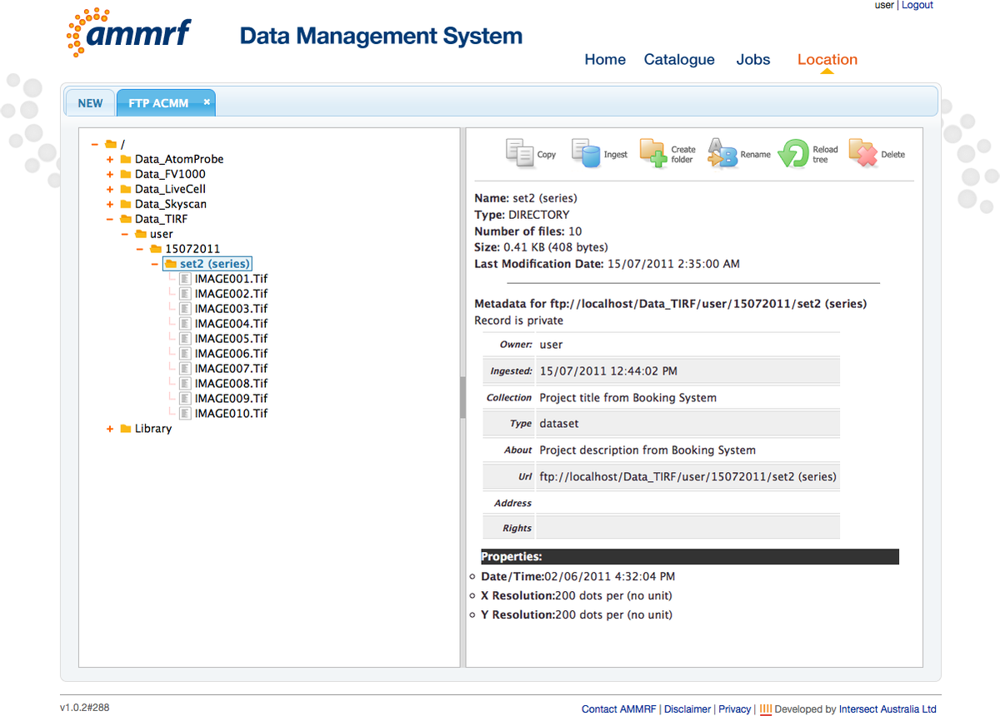 user | Logout
ammrf
Data Management System
Home Catalogue Jobs Location
NEW FTP ACMM ×
/
Data_AtomProbe
Data_FV1000
Data_LiveCell
Data_Skyscan
Data_TIRF
user
15072011
set2 (series)
IMAGE001.Tif
IMAGE002.Tif
IMAGE003.Tif
IMAGE004.Tif
IMAGE005.Tif
IMAGE006.Tif
IMAGE007.Tif
IMAGE008.Tif
IMAGE009.Tif
IMAGE010.Tif
Library
Copy Ingest Create folder Rename Reload tree Delete
Name: set2 (series)
Type: DIRECTORY
Number of files: 10
Size: 0.41 KB (408 bytes)
Last Modification Date: 15/07/2011 2:35:00 AM
Metadata for ftp://localhost/Data_TIRF/user/15072011/set2 (series)
Record is private
Owner: user
Ingested: 15/07/2011 12:44:02 PM
Collection Project title from Booking System
Type dataset
About Project description from Booking System
Url ftp://localhost/Data_TIRF/user/15072011/set2 (series)
Address
Rights
Properties:
Date/Time:02/06/2011 4:32:04 PM
X Resolution:200 dots per (no unit)
Y Resolution:200 dots per (no unit)
v1.0.2#288
Contact AMMRF | Disclaimer | Privacy | Developed by Intersect Australia Ltd